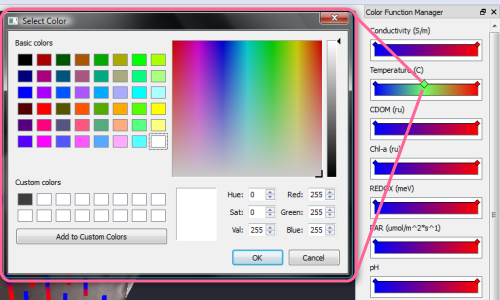 Select Color
Basic colors
Custom colors
Add to Custom Colors
Hue: 0 Red: 255
Sat: 0 Green: 255
Val: 255 Blue: 255
OK Cancel
Color Function Manager
Conductivity (S/m)
Temperature (C)
CDOM (ru)
Chl-a (ru)
REDOX (meV)
PAR (umol/m^2*s^1)
pH